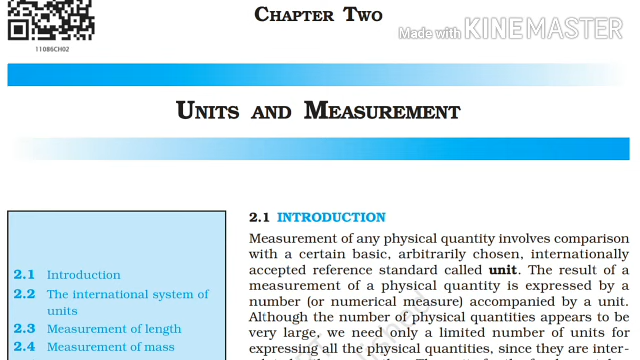 CHAPTER TWO
Made with KINEMASTER
11086CH02
UNITS AND MEASUREMENT
2.1 Introduction
2.2 The international system of
units
2.3 Measurement of length
2.4 Measurement of mass
2.1 INTRODUCTION
Measurement of any physical quantity involves comparison
with a certain basic, arbitrarily chosen, internationally
accepted reference standard called unit. The result of a
measurement of a physical quantity is expressed by a
number (or numerical measure) accompanied by a unit.
Although the number of physical quantities appears to be
very large, we need only a limited number of units for
expressing all the physical quantities, since they are inter-